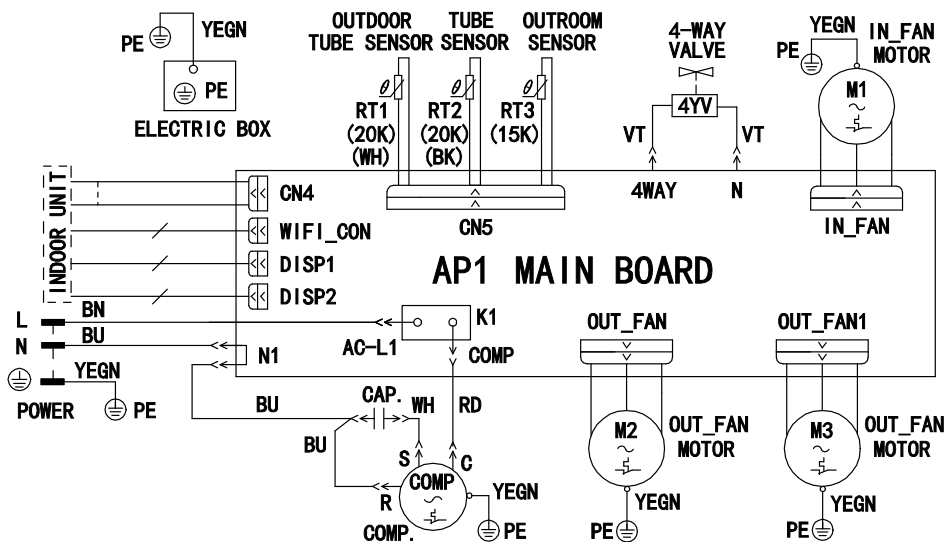 PE
YEGN
PE
ELECTRIC BOX
OUTDOOR
TUBE SENSOR
TUBE
SENSOR
OUTROOM
SENSOR
θ
RT1
(20K)
(WH)
θ
RT2
(20K)
(BK)
θ
RT3
(15K)
CN5
4-WAY
VALVE
4YV
VT
VT
4WAY
N
YEGN
PE
IN_FAN
MOTOR
M1
IN_FAN
INDOOR UNIT
CN4
WIFI_CON
DISP1
DISP2
AP1 MAIN BOARD
L
BN
N
BU
YEGN
POWER
PE
AC-L1
K1
COMP
N1
BU
CAP.
WH
RD
BU
S
C
R
COMP
COMP.
YEGN
PE
OUT_FAN
M2
OUT_FAN
MOTOR
YEGN
PE
OUT_FAN1
M3
OUT_FAN
MOTOR
YEGN
PE